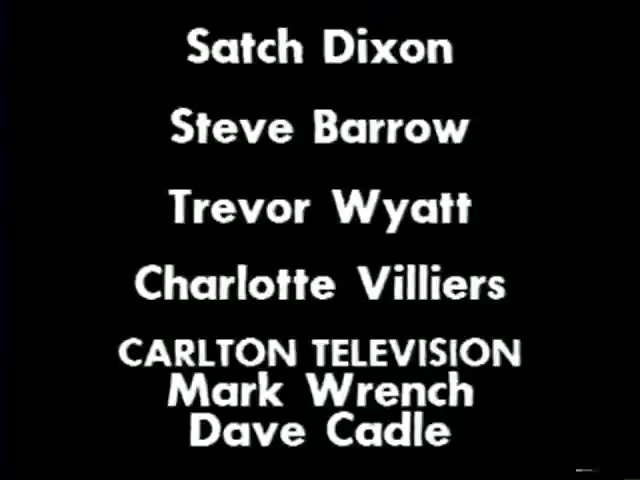 Satch Dixon
Steve Barrow
Trevor Wyatt
Charlotte Villiers
CARLTON TELEVISION
Mark Wrench
Dave Cadle